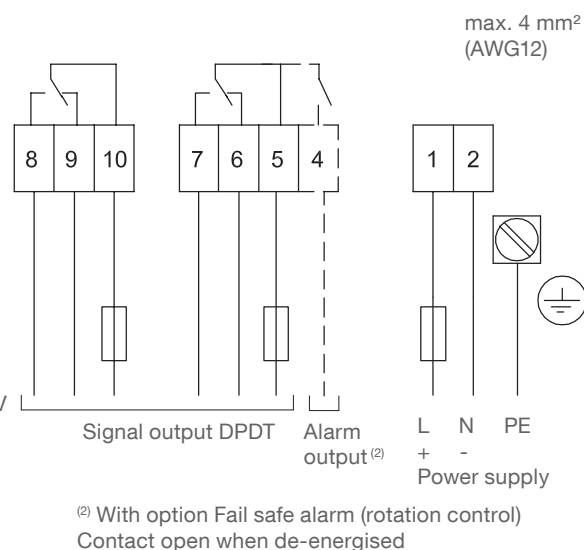 max. 4 mm²
(AWG12)
8 9 10 7 6 5 4 1 2
V
Signal output DPDT
Alarm
output ⁽²⁾
L N PE
+ -
Power supply
⁽²⁾ With option Fail safe alarm (rotation control)
Contact open when de-energised